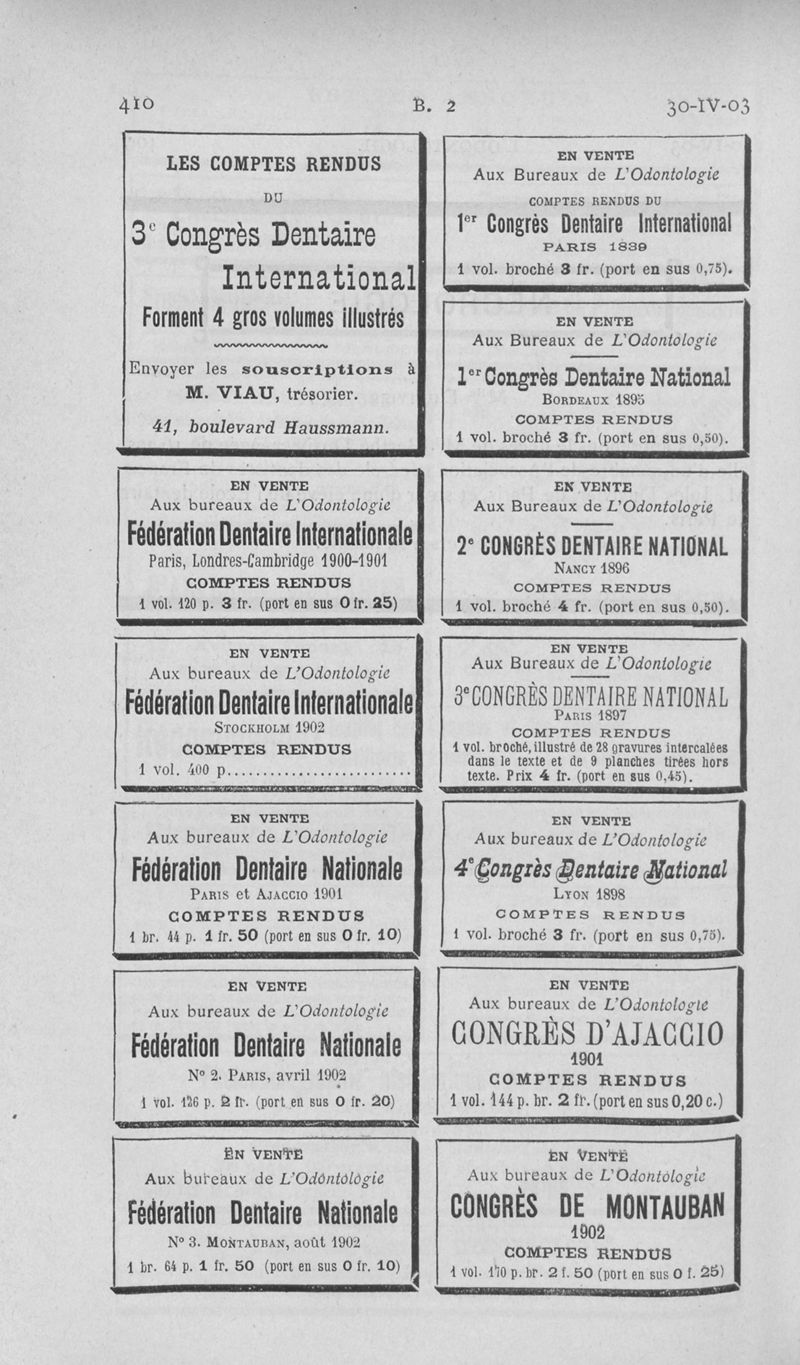 410 B. 2 30-IV-03
LES COMPTES RENDUS
DU
3e Congrès Dentaire
International
Forment 4 gros volumes illustrés
Envoyer les souscriptions à
M. VIAU, trésorier.
41, boulevard Haussmann.
EN VENTE
Aux bureaux de L'Odontologie
Fédération Dentaire Internationale
Paris, Londres-Cambridge 1900-1901
COMPTES RENDUS
1 vol. 120 p. 3 fr. (port en sus 0 fr. 25)
EN VENTE
Aux bureaux de L'Odontologie
Fédération Dentaire Internationale
STOCKHOLM 1902
COMPTES RENDUS
1 vol. 400 p............................
EN VENTE
Aux bureaux de L'Odontologie
Fédération Dentaire Nationale
PARIS et AJACCIO 1901
COMPTES RENDUS
1 br. 44 p. 1 fr. 50 (port en sus 0 fr. 10)
EN VENTE
Aux bureaux de L'Odontologie
Fédération Dentaire Nationale
N° 2. PARIS, avril 1902
1 vol. 126 p. 2 fr. (port en sus 0 fr. 20)
EN VENTE
Aux bureaux de L'Odontologie
Fédération Dentaire Nationale
N° 3. MONTAUBAN, août 1902
1 br. 64 p. 1 fr. 50 (port en sus 0 fr. 10)
EN VENTE
Aux Bureaux de L'Odontologie
COMPTES RENDUS DU
1er Congrès Dentaire International
PARIS 1889
1 vol. broché 3 fr. (port en sus 0,75).
EN VENTE
Aux Bureaux de L'Odontologie
1er Congrès Dentaire National
BORDEAUX 1895
COMPTES RENDUS
1 vol. broché 3 fr. (port en sus 0,50).
EN VENTE
Aux Bureaux de L'Odontologie
2e CONGRÈS DENTAIRE NATIONAL
NANCY 1896
COMPTES RENDUS
1 vol. broché 4 fr. (port en sus 0,50).
EN VENTE
Aux Bureaux de L'Odontologie
3e CONGRÈS DENTAIRE NATIONAL
PARIS 1897
COMPTES RENDUS
1 vol. broché, illustré de 28 gravures intercalées
dans le texte et de 9 planches tirées hors
texte. Prix 4 fr. (port en sus 0,45).
EN VENTE
Aux bureaux de L'Odontologie
4e Congrès Dentaire National
LYON 1898
COMPTES RENDUS
1 vol. broché 3 fr. (port en sus 0,75).
EN VENTE
Aux bureaux de L'Odontologie
CONGRÈS D'AJACCIO
1901
COMPTES RENDUS
1 vol. 144 p. br. 2 fr. (port en sus 0,20 c.)
EN VENTE
Aux bureaux de L'Odontologie
CONGRÈS DE MONTAUBAN
1902
COMPTES RENDUS
1 vol. 170 p. br. 2 f. 50 (port en sus 0 f. 25)